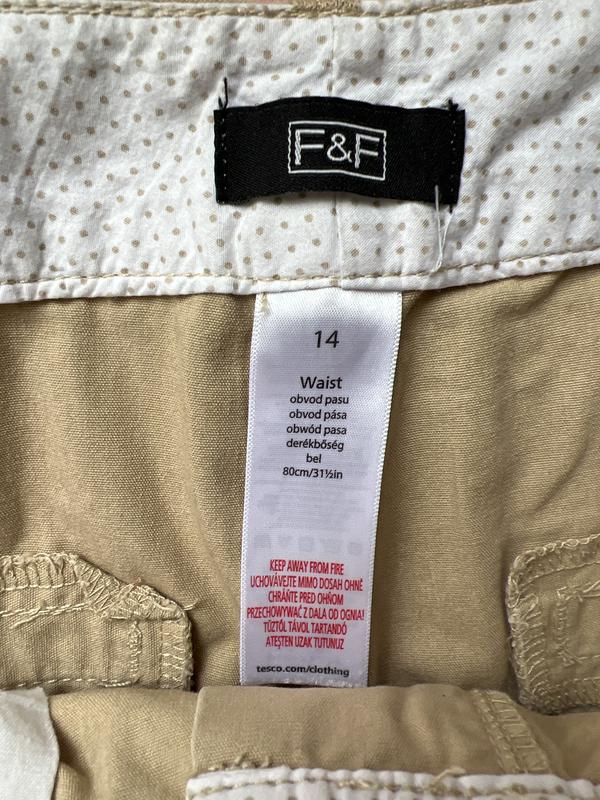 F&F
14
Waist
obvod pasu
obvod pása
obwód pasa
derékbőség
bel
80cm/31½in
KEEP AWAY FROM FIRE
UCHOVÁVEJTE MIMO DOSAH OHNĚ
CHRÁŇTE PRED OHŇOM
PRZECHOWYWAĆ Z DALA OD OGNIA!
TŰZTŐL TÁVOL TARTANDÓ
ATEŞTEN UZAK TUTUNUZ
tesco.com/clothing